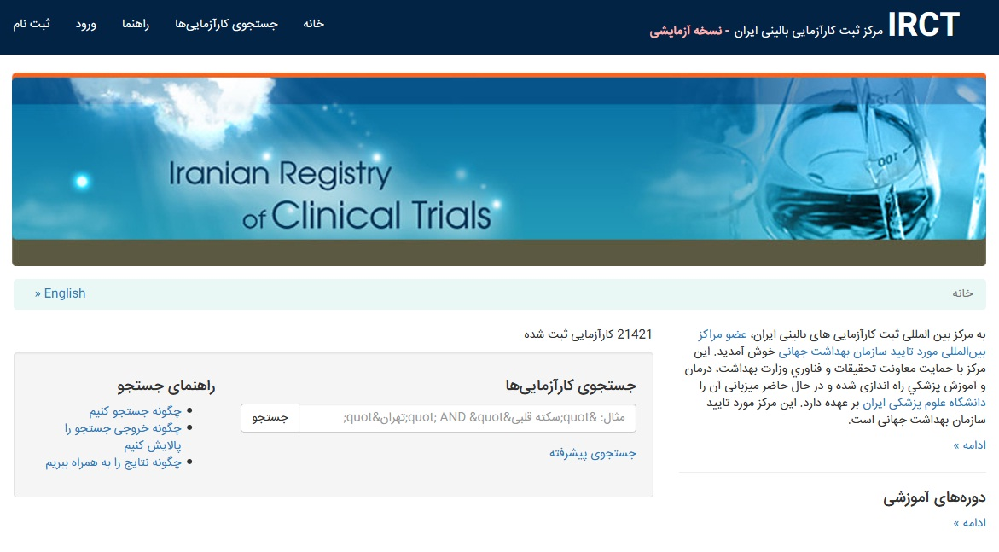 IRCT مرکز ثبت کارآزمایی بالینی ایران - نسخه آزمایشی
خانه
جستجوی کارآزمایی‌ها
راهنما
ورود
ثبت نام
Iranian Registry
of Clinical Trials
خانه
English »
به مرکز بین المللی ثبت کارآزمایی های بالینی ایران، عضو مراکز
بین‌المللی مورد تایید سازمان بهداشت جهانی خوش آمدید. این
مرکز با حمایت معاونت تحقیقات و فناوري وزارت بهداشت، درمان
و آموزش پزشكي راه اندازی شده و در حال حاضر میزبانی آن را
دانشگاه علوم پزشکی ایران بر عهده دارد. این مرکز مورد تایید
سازمان بهداشت جهانی است.
ادامه »
دوره‌های آموزشی
ادامه »
21421 کارآزمایی ثبت شده
جستجوی کارآزمایی‌ها
مثال: &quot;سکته قلبی&quot; AND &quot;تهران&quot;
جستجو
جستجوی پیشرفته
راهنمای جستجو
چگونه جستجو کنیم
چگونه خروجی جستجو را
پالایش کنیم
چگونه نتایج را به همراه ببریم